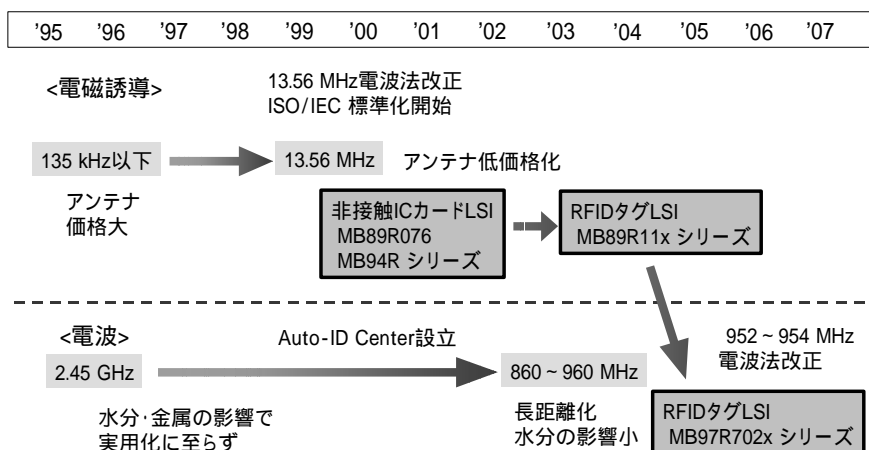 '95 '96 '97 '98 '99 '00 '01 '02 '03 '04 '05 '06 '07
<電磁誘導>
13.56 MHz電波法改正
ISO/IEC 標準化開始
135 kHz以下
13.56 MHz
アンテナ低価格化
アンテナ
価格大
非接触ICカードLSI
MB89R076
MB94R シリーズ
RFIDタグLSI
MB89R11x シリーズ
<電波>
Auto-ID Center設立
952~954 MHz
電波法改正
2.45 GHz
860~960 MHz
水分·金属の影響で
実用化に至らず
長距離化
水分の影響小
RFIDタグLSI
MB97R702x シリーズ